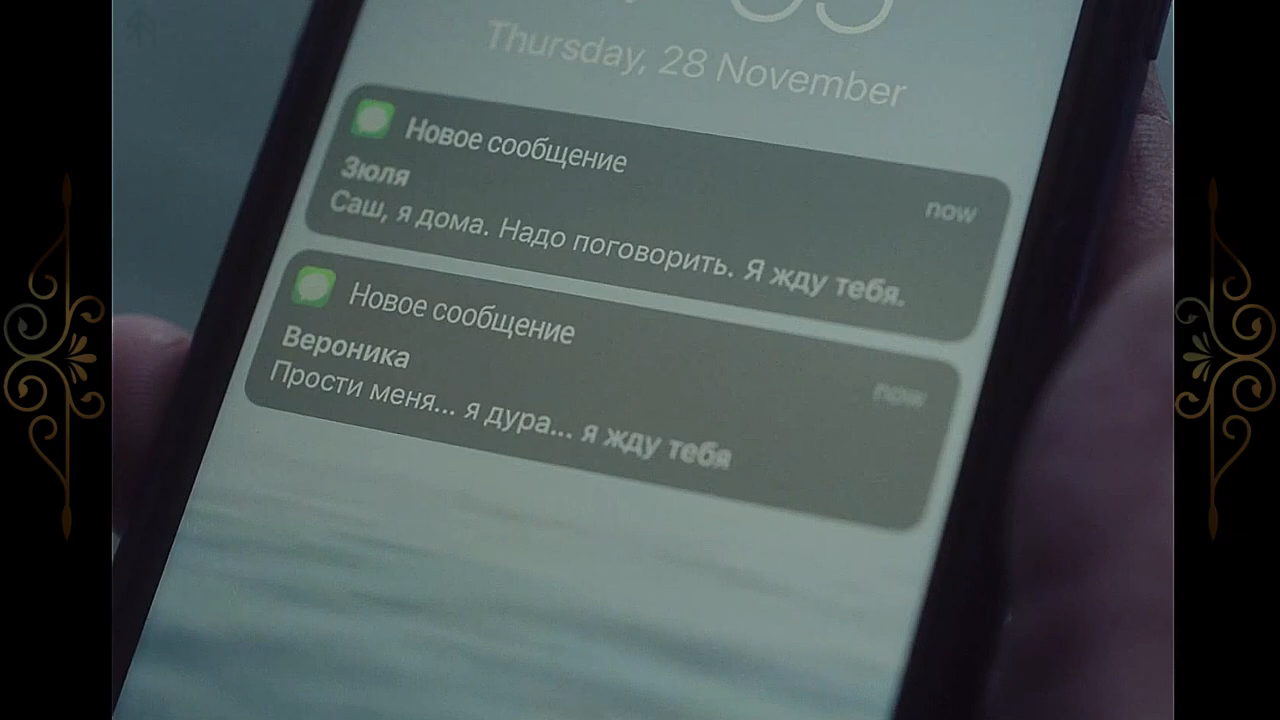 Thursday, 28 November
Новое сообщение
now
Зюля
Саш, я дома. Надо поговорить. Я жду тебя.
Новое сообщение
now
Вероника
Прости меня... я дура... я жду тебя